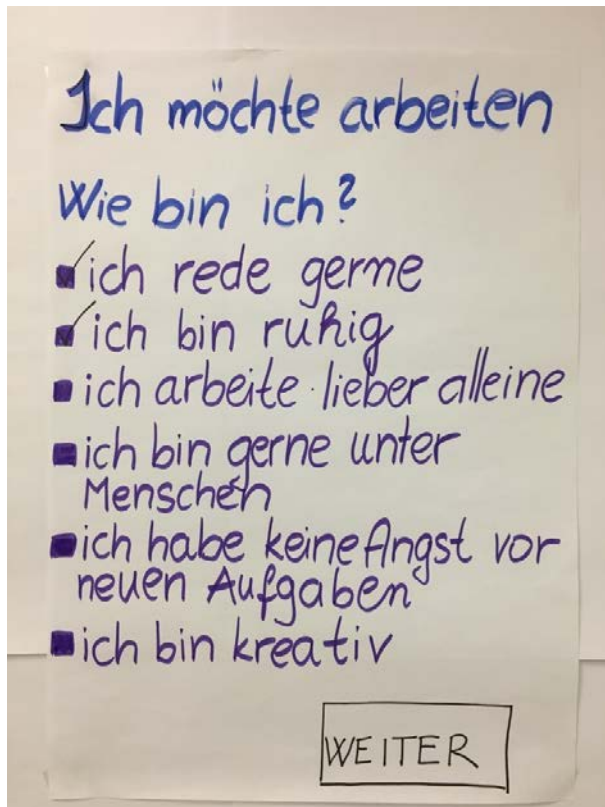 Ich möchte arbeiten
Wie bin ich?
ich rede gerne
ich bin ruhig
ich arbeite lieber alleine
ich bin gerne unter
Menschen
ich habe keine Angst vor
neuen Aufgaben
ich bin kreativ
WEITER